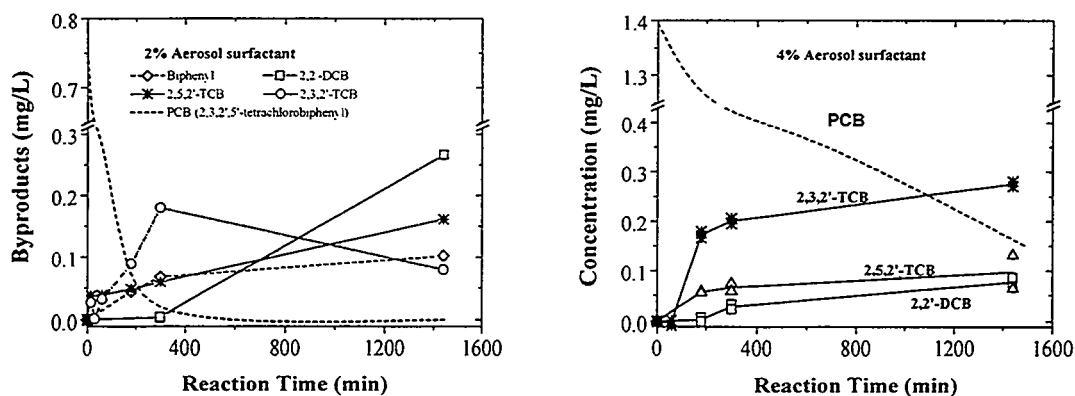 0.8
0.7
0.3
0.2
0.1
0.0
Byproducts (mg/L)
2% Aerosol surfactant
Biphenyl
2,2-DCB
2,5,2'-TCB
2,3,2'-TCB
PCB (2,3,2',5'-tetrachlorobiphenyl)
0 400 800 1200 1600
Reaction Time (min)
1.4
1.3
0.4
0.3
0.2
0.1
0.0
Concentration (mg/L)
4% Aerosol surfactant
PCB
2,3,2'-TCB
2,5,2'-TCB
2,2'-DCB
0 400 800 1200 1600
Reaction Time (min)